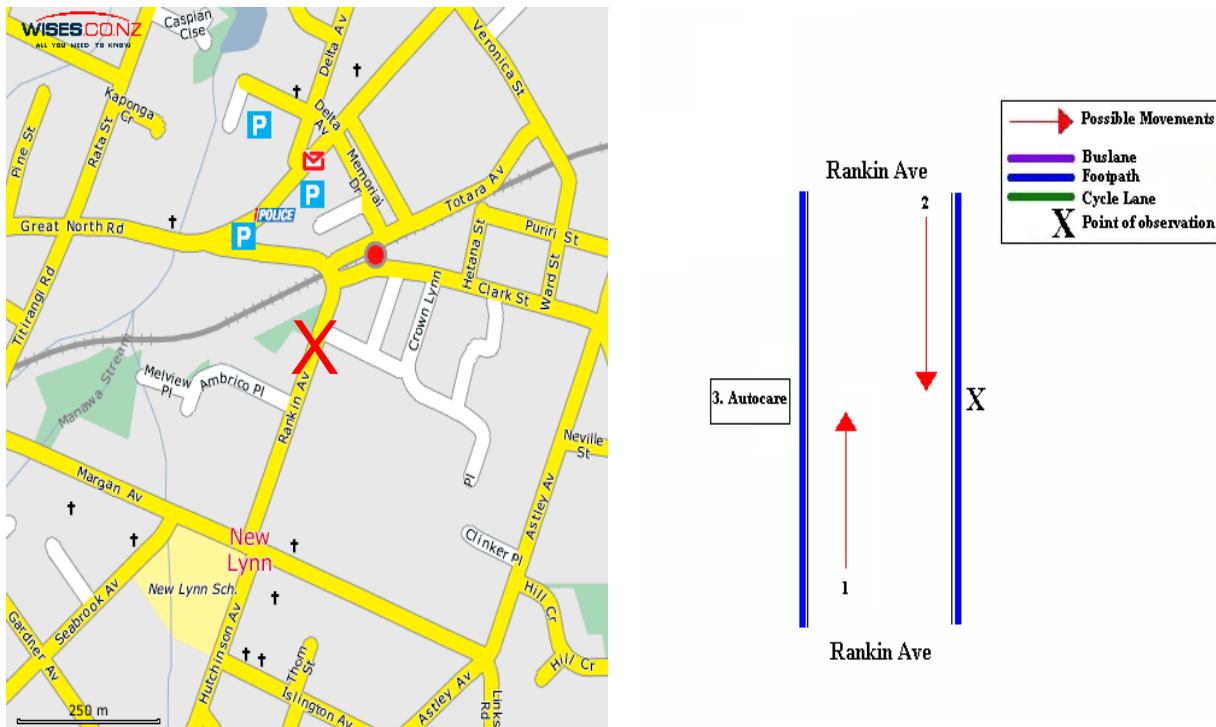 WISES.CO.NZ
ALL YOU NEED TO KNOW
Caspian
Clse
Delta Av
Veronica St
Kaponga
Cr
Pine St
Rata St
P
Delta
Av
Memorial
Dr
P
Totara Av
POLICE
P
Great North Rd
Hetana St
Puriri St
Ward St
Clark St
Titirangi Rd
Crown Lynn
Pl
Manawa Stream
Melview
Pl
Ambrico Pl
X
Rankin Av
Neville
St
Margan Av
Astley Av
New
Lynn
Clinker Pl
New Lynn Sch.
Seabrook Av
Hutchinson Av
Hill Cr
Hill Cr
Gardner Av
Thom
St
Islington Av
Astley Av
Links
Rd
250 m
Possible Movements
Buslane
Footpath
Cycle Lane
X Point of observation
Rankin Ave
2
3. Autocare
X
1
Rankin Ave